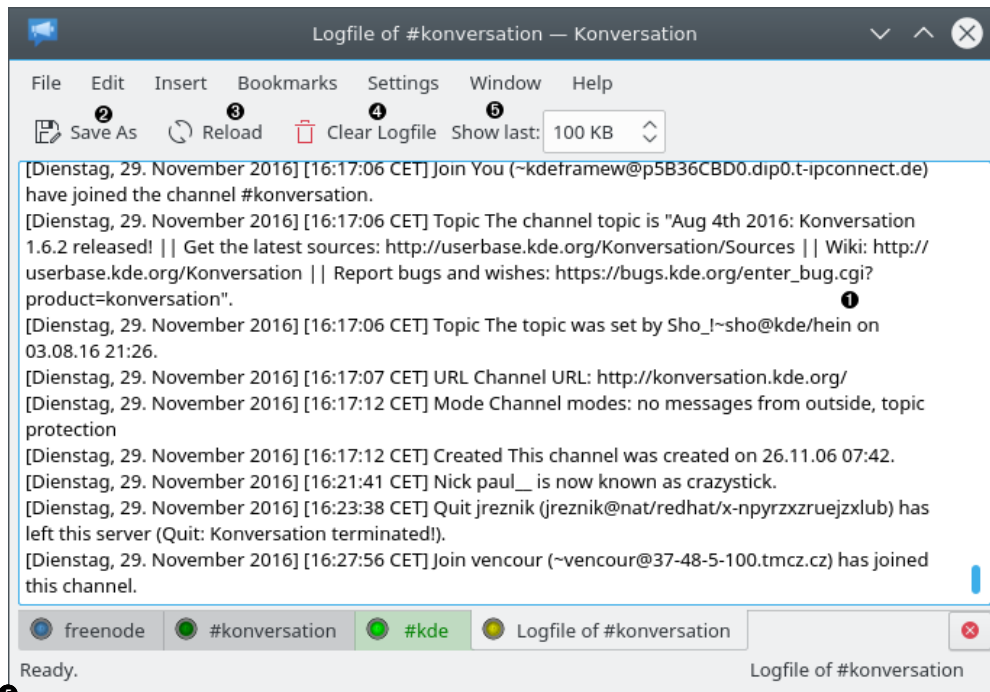 Logfile of #konversation — Konversation
File Edit Insert Bookmarks Settings Window Help
❷ ❸ ❹ ❺
Save As Reload Clear Logfile Show last: 100 KB
[Dienstag, 29. November 2016] [16:17:06 CET] Join You (~kdeframew@p5B36CBD0.dip0.t-ipconnect.de)
have joined the channel #konversation.
[Dienstag, 29. November 2016] [16:17:06 CET] Topic The channel topic is "Aug 4th 2016: Konversation
1.6.2 released! || Get the latest sources: http://userbase.kde.org/Konversation/Sources || Wiki: http://
userbase.kde.org/Konversation || Report bugs and wishes: https://bugs.kde.org/enter_bug.cgi?
product=konversation".
❶
[Dienstag, 29. November 2016] [16:17:06 CET] Topic The topic was set by Sho_!~sho@kde/hein on
03.08.16 21:26.
[Dienstag, 29. November 2016] [16:17:07 CET] URL Channel URL: http://konversation.kde.org/
[Dienstag, 29. November 2016] [16:17:12 CET] Mode Channel modes: no messages from outside, topic
protection
[Dienstag, 29. November 2016] [16:17:12 CET] Created This channel was created on 26.11.06 07:42.
[Dienstag, 29. November 2016] [16:21:41 CET] Nick paul__ is now known as crazystick.
[Dienstag, 29. November 2016] [16:23:38 CET] Quit jreznik (jreznik@nat/redhat/x-npyrzxzruejzxlub) has
left this server (Quit: Konversation terminated!).
[Dienstag, 29. November 2016] [16:27:56 CET] Join vencour (~vencour@37-48-5-100.tmcz.cz) has joined
this channel.
freenode #konversation #kde Logfile of #konversation
Ready. Logfile of #konversation